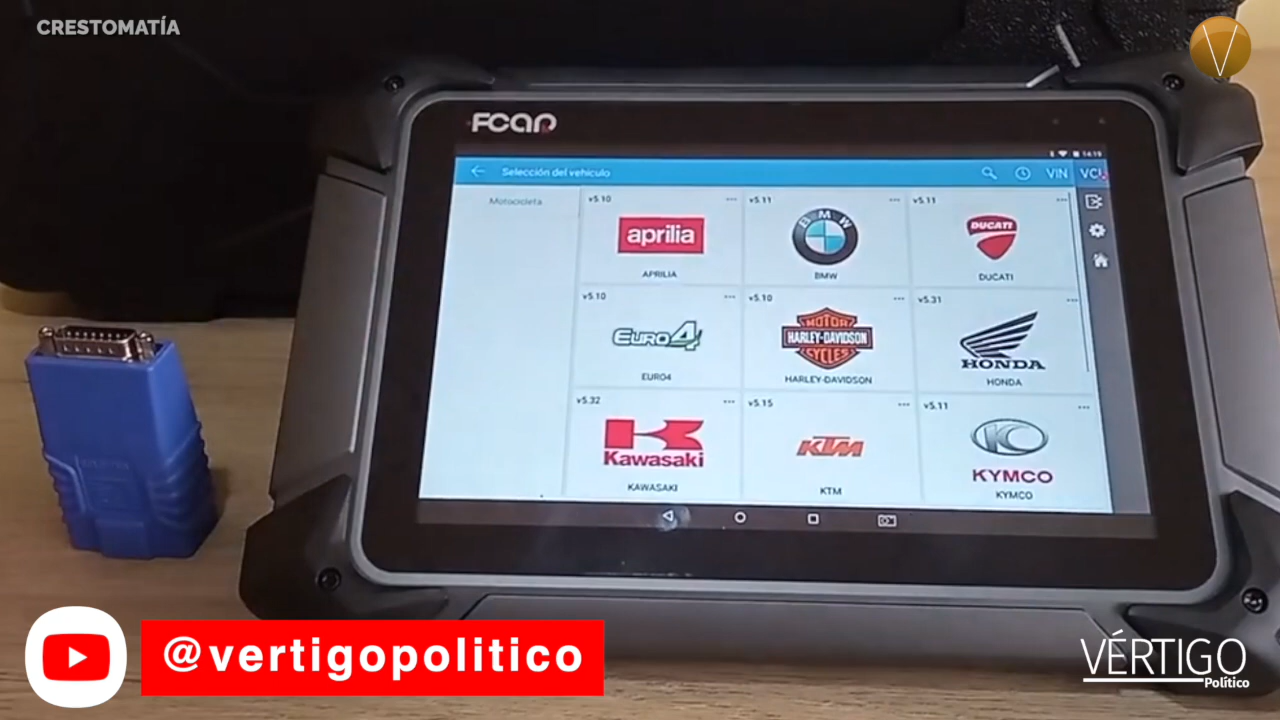 CRESTOMATÍA
V
FCAR
14:19
Selección del vehículo
VIN
VCI
Motocicleta
v5.10
aprilia
APRILIA
v5.11
BMW
BMW
v5.11
DUCATI
DUCATI
v5.10
EURO4
EURO4
v5.10
MOTOR
HARLEY-DAVIDSON
CYCLES
HARLEY-DAVIDSON
v5.31
HONDA
HONDA
v5.32
Kawasaki
KAWASAKI
v5.15
KTM
KTM
v5.11
KYMCO
KYMCO
@vertigopolitico
VÉRTIGO
Político